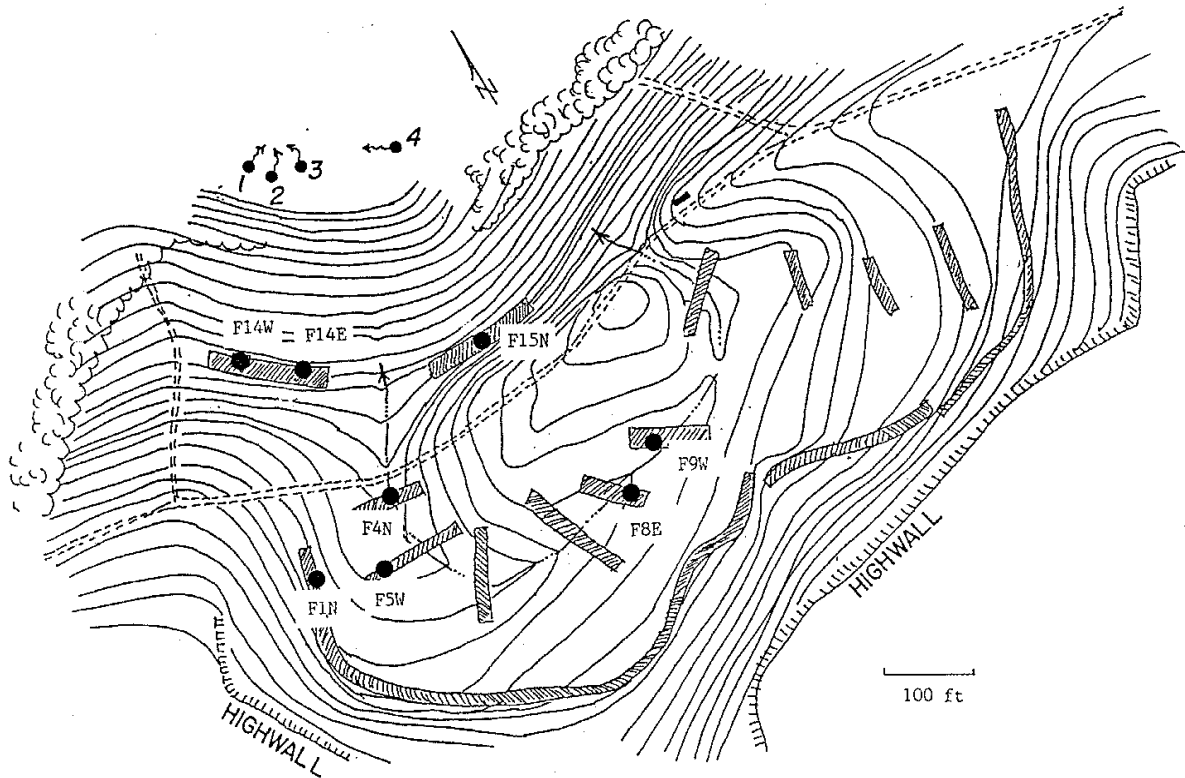 N
4
1
3
2
F14W = F14E
F15N
F9W
F4N
F8E
F1N
F5W
HIGHWALL
100 ft
HIGHWALL